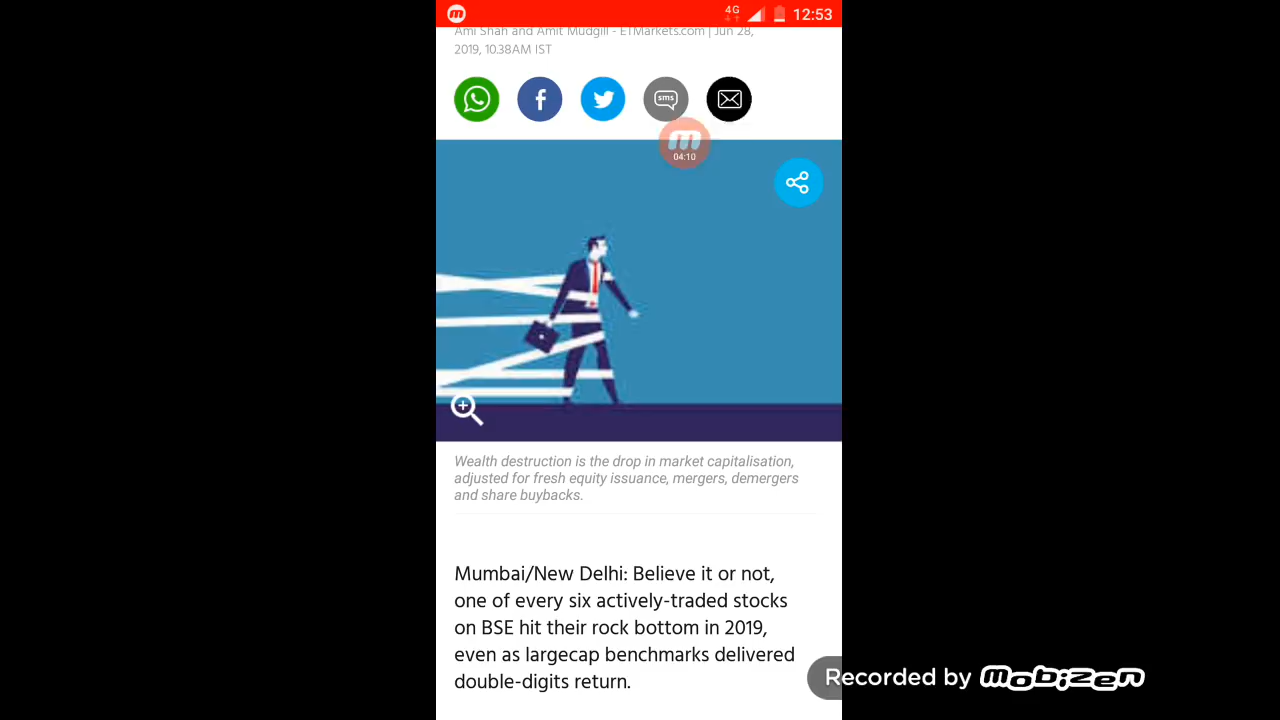 4G 12:53
Ami Shah and Amit Mudgill - ETMarkets.com | Jun 28,
2019, 10.38AM IST
sms
m
04:10
Wealth destruction is the drop in market capitalisation,
adjusted for fresh equity issuance, mergers, demergers
and share buybacks.
Mumbai/New Delhi: Believe it or not,
one of every six actively-traded stocks
on BSE hit their rock bottom in 2019,
even as largecap benchmarks delivered
double-digits return.
Recorded by mobizen